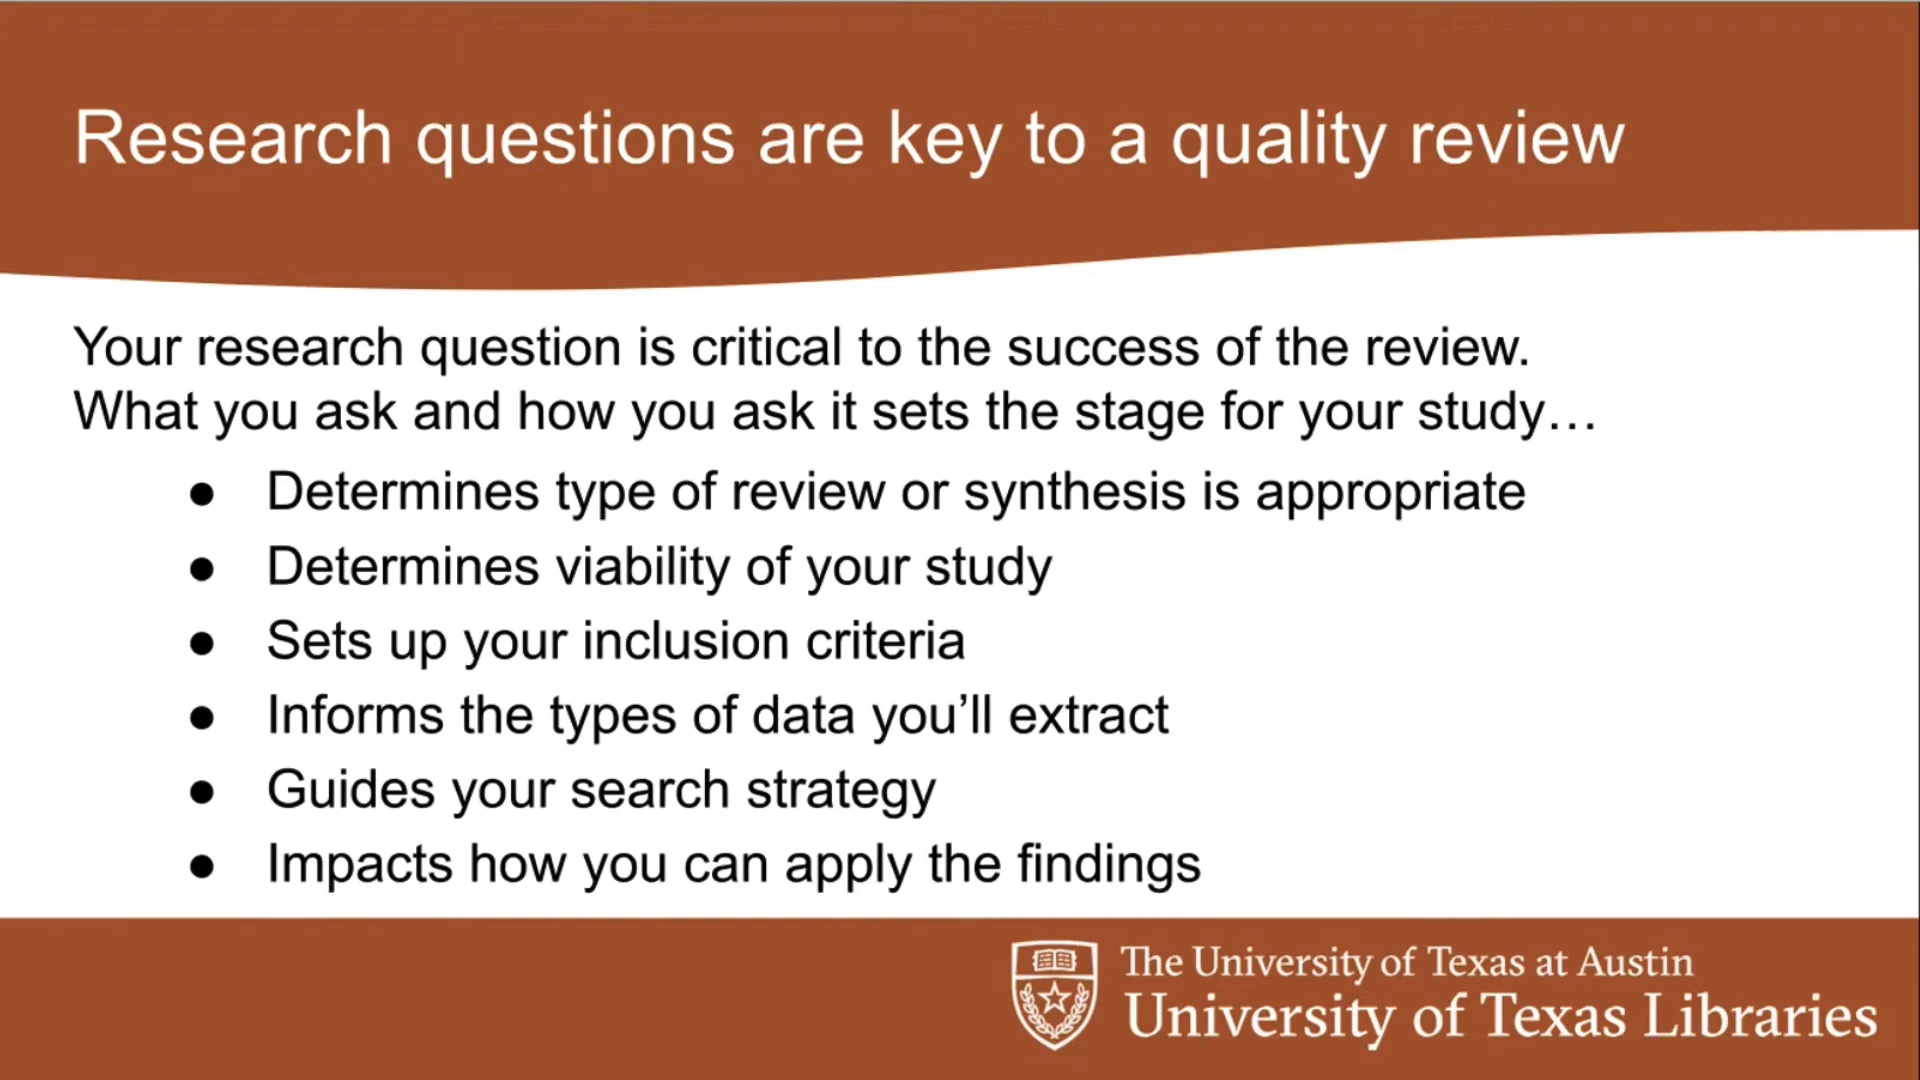 Research questions are key to a quality review
Your research question is critical to the success of the review.
What you ask and how you ask it sets the stage for your study…
● Determines type of review or synthesis is appropriate
● Determines viability of your study
● Sets up your inclusion criteria
● Informs the types of data you’ll extract
● Guides your search strategy
● Impacts how you can apply the findings
The University of Texas at Austin
University of Texas Libraries